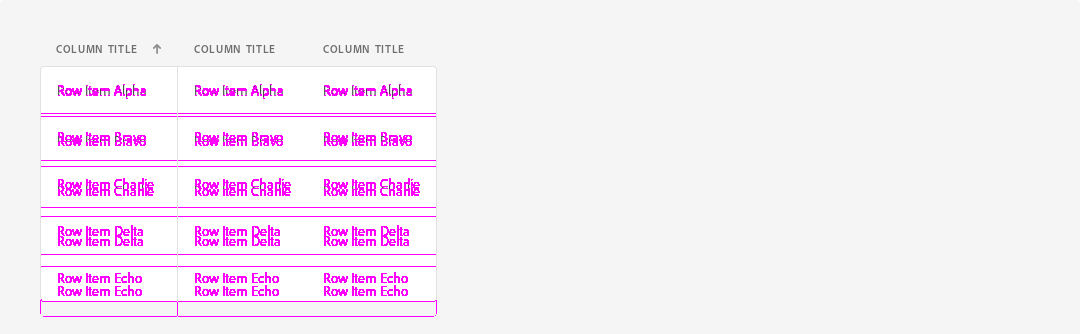 COLUMN TITLE ↑ COLUMN TITLE COLUMN TITLE
Row Item Alpha Row Item Alpha Row Item Alpha
Row Item Bravo Row Item Bravo Row Item Bravo
Row Item Bravo Row Item Bravo Row Item Bravo
Row Item Charlie Row Item Charlie Row Item Charlie
Row Item Charlie Row Item Charlie Row Item Charlie
Row Item Delta Row Item Delta Row Item Delta
Row Item Delta Row Item Delta Row Item Delta
Row Item Echo Row Item Echo Row Item Echo
Row Item Echo Row Item Echo Row Item Echo